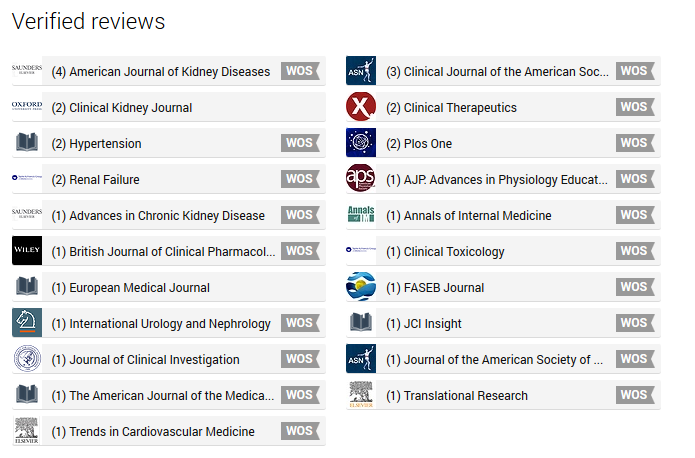 Verified reviews
SAUNDERS
ELSEVIER
(4) American Journal of Kidney Diseases WOS
ASN
(3) Clinical Journal of the American Soc... WOS
OXFORD
UNIVERSITY PRESS
(2) Clinical Kidney Journal
X
(2) Clinical Therapeutics WOS
(2) Hypertension WOS
(2) Plos One WOS
(2) Renal Failure WOS
aps
(1) AJP. Advances in Physiology Educat... WOS
SAUNDERS
ELSEVIER
(1) Advances in Chronic Kidney Disease WOS
Annals
(1) Annals of Internal Medicine WOS
WILEY
(1) British Journal of Clinical Pharmacol... WOS
(1) Clinical Toxicology WOS
(1) European Medical Journal
(1) FASEB Journal WOS
(1) International Urology and Nephrology WOS
(1) JCI Insight WOS
(1) Journal of Clinical Investigation WOS
ASN
(1) Journal of the American Society of ... WOS
(1) The American Journal of the Medica... WOS
ELSEVIER
(1) Translational Research WOS
ELSEVIER
(1) Trends in Cardiovascular Medicine WOS